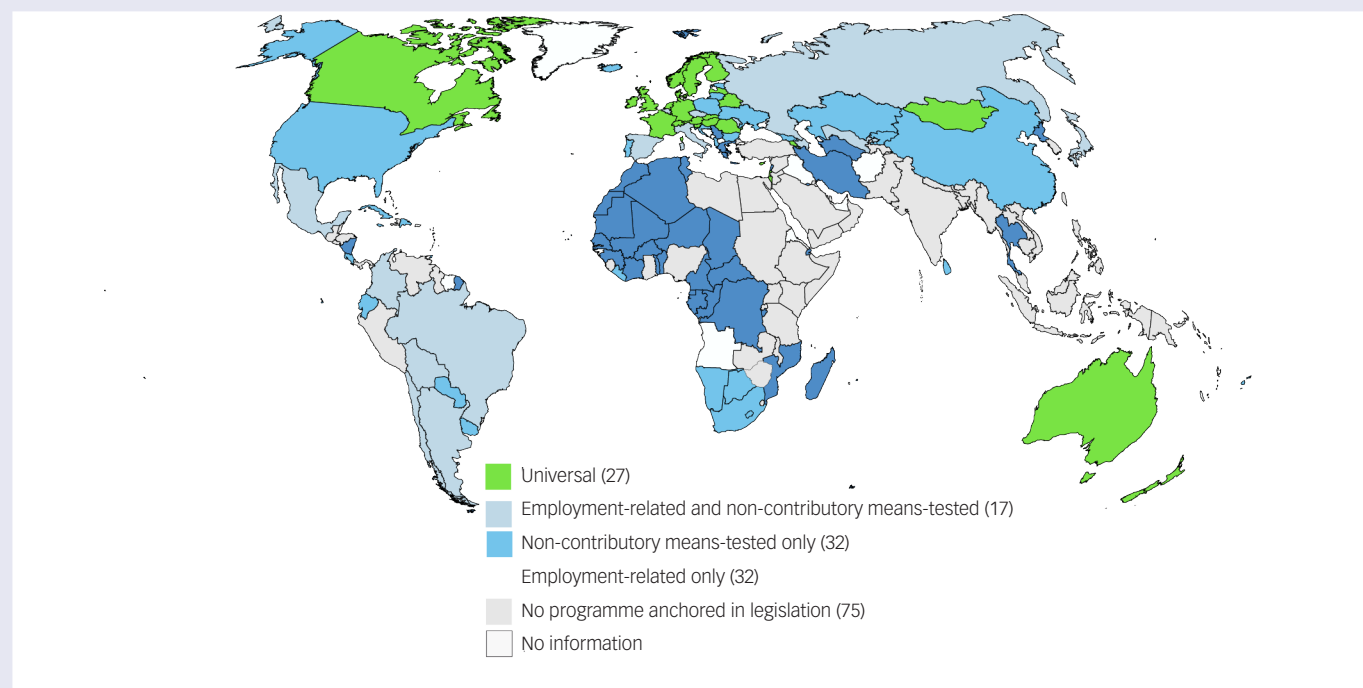 Universal (27)
Employment-related and non-contributory means-tested (17)
Non-contributory means-tested only (32)
Employment-related only (32)
No programme anchored in legislation (75)
No information